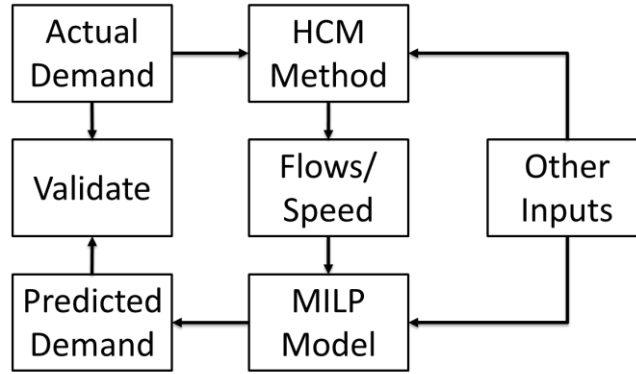 Actual
Demand
HCM
Method
Validate
Flows/
Speed
Other
Inputs
Predicted
Demand
MILP
Model